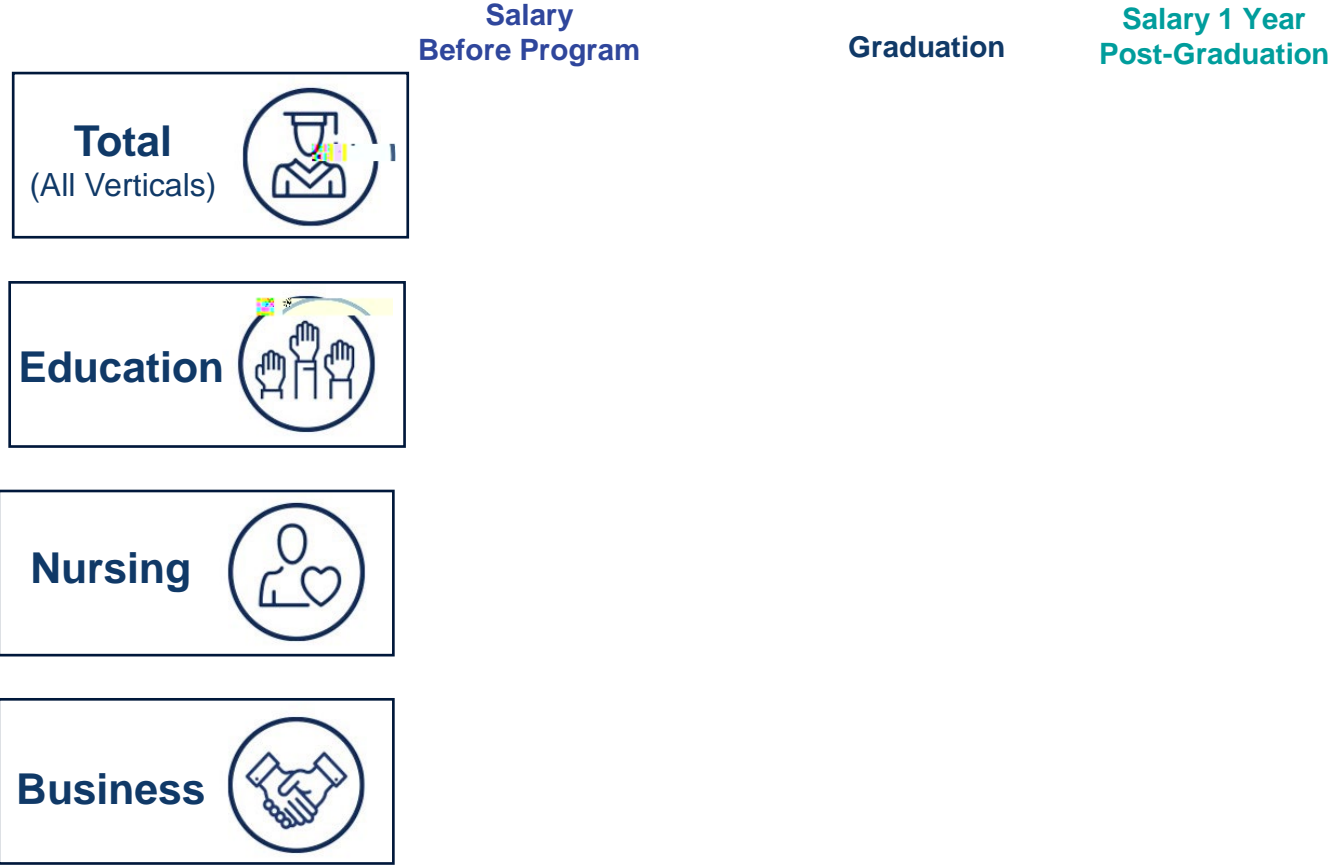 Salary
Before Program
Graduation
Salary 1 Year
Post-Graduation
Total
(All Verticals)
Education
Nursing
Business